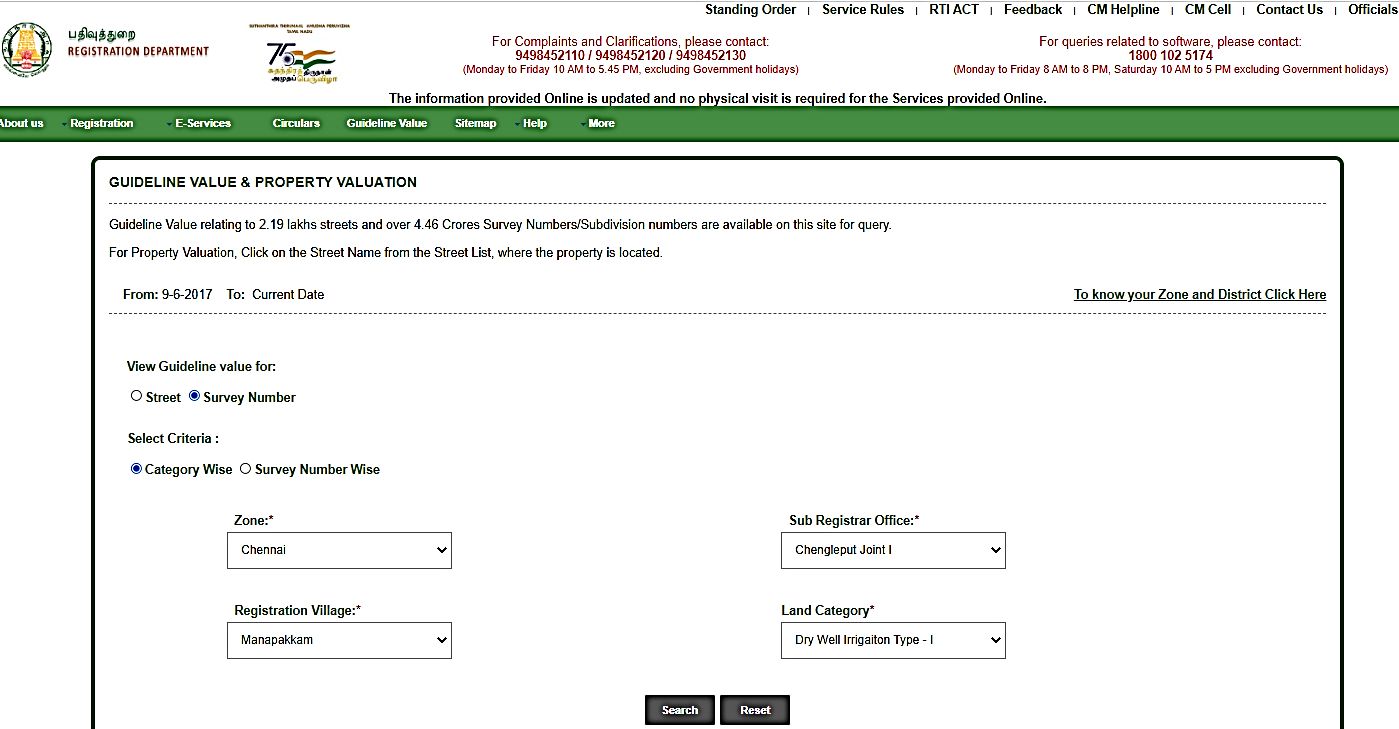 Standing Order | Service Rules | RTI ACT | Feedback | CM Helpline | CM Cell | Contact Us | Officials
பதிவுத்துறை
REGISTRATION DEPARTMENT
TAMIL NADU
75
For Complaints and Clarifications, please contact:
9498452110 / 9498452120 / 9498452130
(Monday to Friday 10 AM to 5.45 PM, excluding Government holidays)
For queries related to software, please contact:
1800 102 5174
(Monday to Friday 8 AM to 8 PM, Saturday 10 AM to 5 PM excluding Government holidays)
The information provided Online is updated and no physical visit is required for the Services provided Online.
About us Registration E-Services Circulars Guideline Value Sitemap Help More
GUIDELINE VALUE & PROPERTY VALUATION
Guideline Value relating to 2.19 lakhs streets and over 4.46 Crores Survey Numbers/Subdivision numbers are available on this site for query.
For Property Valuation, Click on the Street Name from the Street List, where the property is located.
From: 9-6-2017 To: Current Date
To know your Zone and District Click Here
View Guideline value for:
Street Survey Number
Select Criteria :
Category Wise Survey Number Wise
Zone:* Sub Registrar Office:*
Chennai Chengleput Joint I
Registration Village:* Land Category*
Manapakkam Dry Well Irrigaiton Type - I
Search Reset